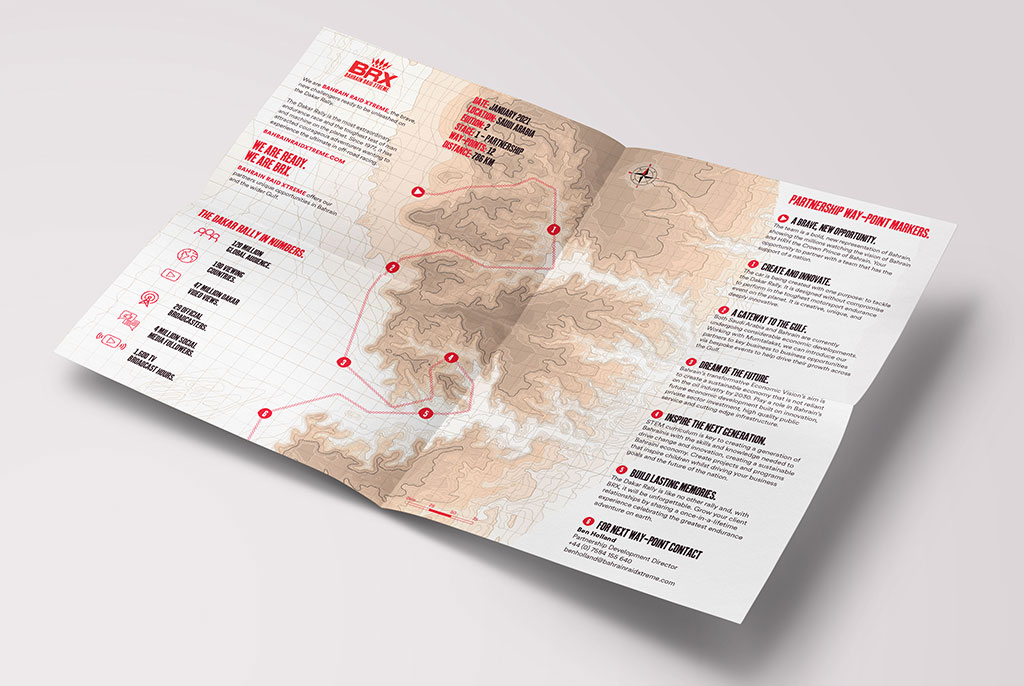 BRX
BAHRAIN RAID XTREME
We are BAHRAIN RAID XTREME, the brave,
new challengers ready to be unleashed on
the Dakar Rally.
The Dakar Rally is the most extraordinary
endurance race and the toughest test of man
and machine on the planet. Since 1977, it has
attracted courageous adventurers wanting to
experience the ultimate in off-road racing.
BAHRAINRAIDXTREME.COM
WE ARE READY.
WE ARE BRX.
BAHRAIN RAID XTREME offers our
partners unique opportunities in Bahrain
and the wider Gulf.
THE DAKAR RALLY IN NUMBERS.
120 MILLION
GLOBAL AUDIENCE.
190 VIEWING
COUNTRIES.
47 MILLION DAKAR
VIDEO VIEWS.
29 OFFICIAL
BROADCASTERS.
4 MILLION SOCIAL
MEDIA FOLLOWERS.
1,500 TV
BROADCAST HOURS.
DATE: JANUARY 2021
LOCATION: SAUDI ARABIA
EDITION: 2
STAGE: 1 – PARTNERSHIP
WAY-POINTS: 12
DISTANCE: 786 KM
1
2
3
4
5
6
PARTNERSHIP WAY-POINT MARKERS.
A BRAVE, NEW OPPORTUNITY.
The team is a bold, new representation of Bahrain,
showing the millions watching the vision of Bahrain
and HRH the Crown Prince of Bahrain. Your
opportunity to partner with a team that has the
support of a nation.
1 CREATE AND INNOVATE.
The car is being created with one purpose: to tackle
the Dakar Rally. It is designed without compromise
to perform in the toughest motorsport endurance
event on the planet. It is creative, unique, and
deeply innovative.
2 A GATEWAY TO THE GULF.
Both Saudi Arabia and Bahrain are currently
undergoing considerable economic developments.
Working with Mumtalakat, we can introduce our
partners to key business to business opportunities
via bespoke events to help drive their growth across
the Gulf.
3 DREAM OF THE FUTURE.
Bahrain's transformative Economic Vision's aim is
to create a sustainable economy that is not reliant
on the oil industry by 2030. Play a role in Bahrain's
future economic development built on innovation,
private sector investment, high quality public
service and cutting edge infrastructure.
4 INSPIRE THE NEXT GENERATION.
STEM curriculum is key to creating a generation of
Bahrainis with the skills and knowledge needed to
drive change and innovation, creating a sustainable
Bahraini economy. Create projects and programs
that inspire children whilst driving your business
goals and the future of the nation.
5 BUILD LASTING MEMORIES.
The Dakar Rally is like no other rally and, with
BRX, it will be unforgettable. Grow your client
relationships by sharing a once-in-a-lifetime
experience celebrating the greatest endurance
adventure on earth.
6 FOR NEXT WAY-POINT CONTACT
Ben Holland
Partnership Development Director
+44 (0) 7584 155 640
benholland@bahrainraidxtreme.com